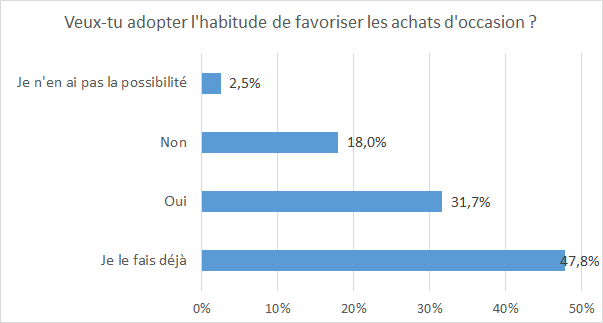 Veux-tu adopter l'habitude de favoriser les achats d'occasion ?
Je n'en ai pas la possibilité
2,5%
Non
18,0%
Oui
31,7%
Je le fais déjà
47,8%
0% 10% 20% 30% 40% 50%